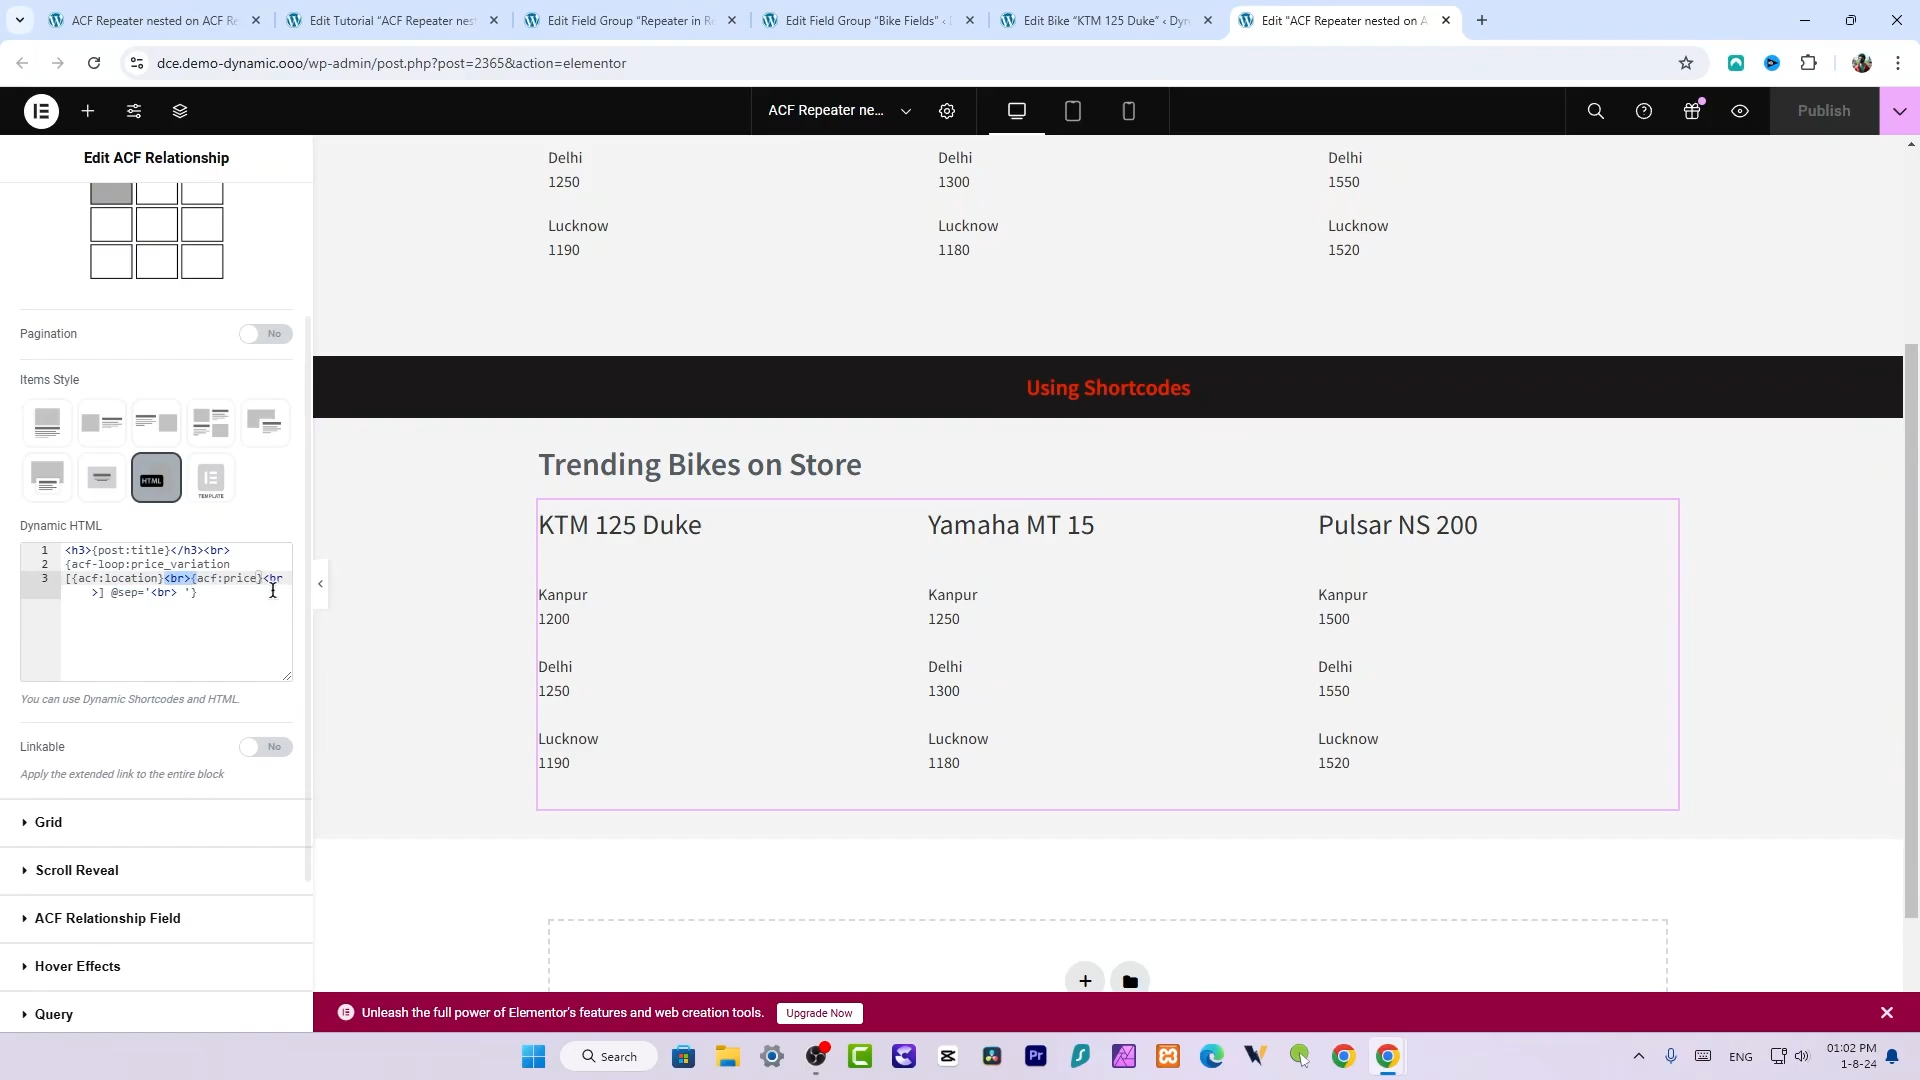 ACF Repeater nested on ACF Re
Edit Tutorial “ACF Repeater nest
Edit Field Group “Repeater in Re
Edit Field Group “Bike Fields” ‹
Edit Bike “KTM 125 Duke” ‹ Dyn
Edit "ACF Repeater nested on A
dce.demo-dynamic.ooo/wp-admin/post.php?post=2365&action=elementor
ACF Repeater ne...
Publish
Edit ACF Relationship
Pagination
No
Items Style
HTML
TEMPLATE
Dynamic HTML
1 <h3>{post:title}</h3><br>
2 {acf-loop:price_variation
3 [{acf:location}<br>{acf:price}<br
>] @sep='<br> '}
You can use Dynamic Shortcodes and HTML.
Linkable
No
Apply the extended link to the entire block
Grid
Scroll Reveal
ACF Relationship Field
Hover Effects
Query
Delhi
1250
Lucknow
1190
Delhi
1300
Lucknow
1180
Delhi
1550
Lucknow
1520
Using Shortcodes
Trending Bikes on Store
KTM 125 Duke
Kanpur
1200
Delhi
1250
Lucknow
1190
Yamaha MT 15
Kanpur
1250
Delhi
1300
Lucknow
1180
Pulsar NS 200
Kanpur
1500
Delhi
1550
Lucknow
1520
Unleash the full power of Elementor's features and web creation tools.
Upgrade Now
Search
Pr
ENG
01:02 PM
1-8-24